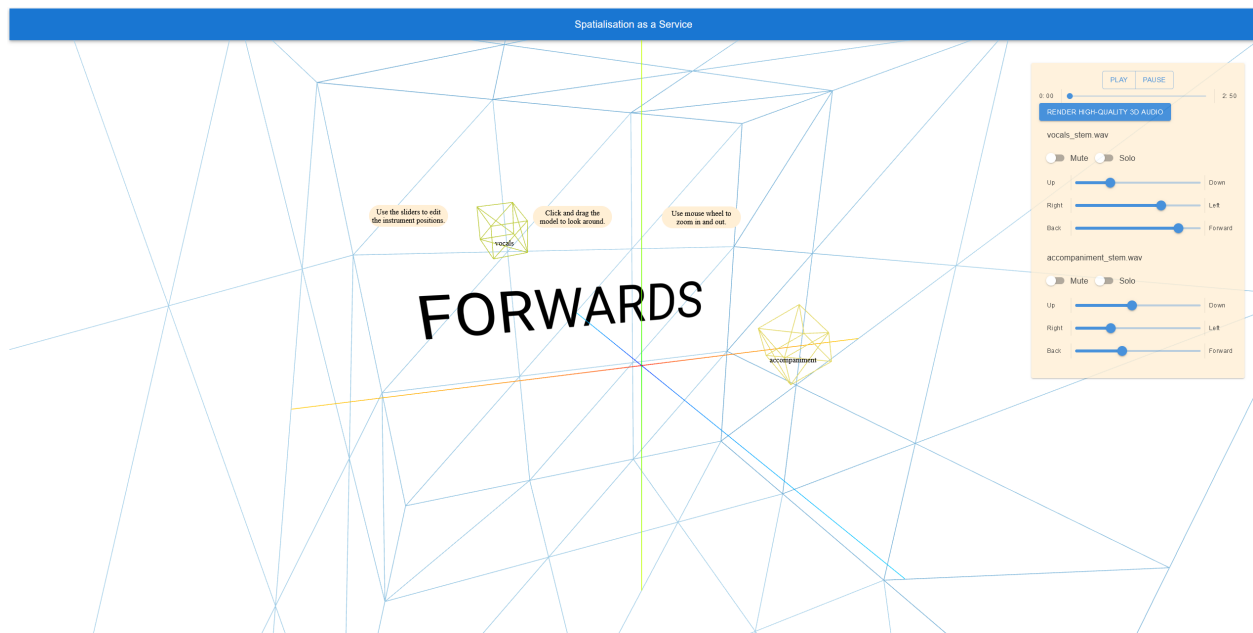 Spatialisation as a Service
PLAY PAUSE
0:00 2:50
RENDER HIGH-QUALITY 3D AUDIO
vocals_stem.wav
Mute Solo
Up Down
Right Left
Back Forward
accompaniment_stem.wav
Mute Solo
Up Down
Right Left
Back Forward
Use the sliders to edit
the instrument positions.
Click and drag the
model to look around.
Use mouse wheel to
zoom in and out.
vocals
FORWARDS
accompaniment